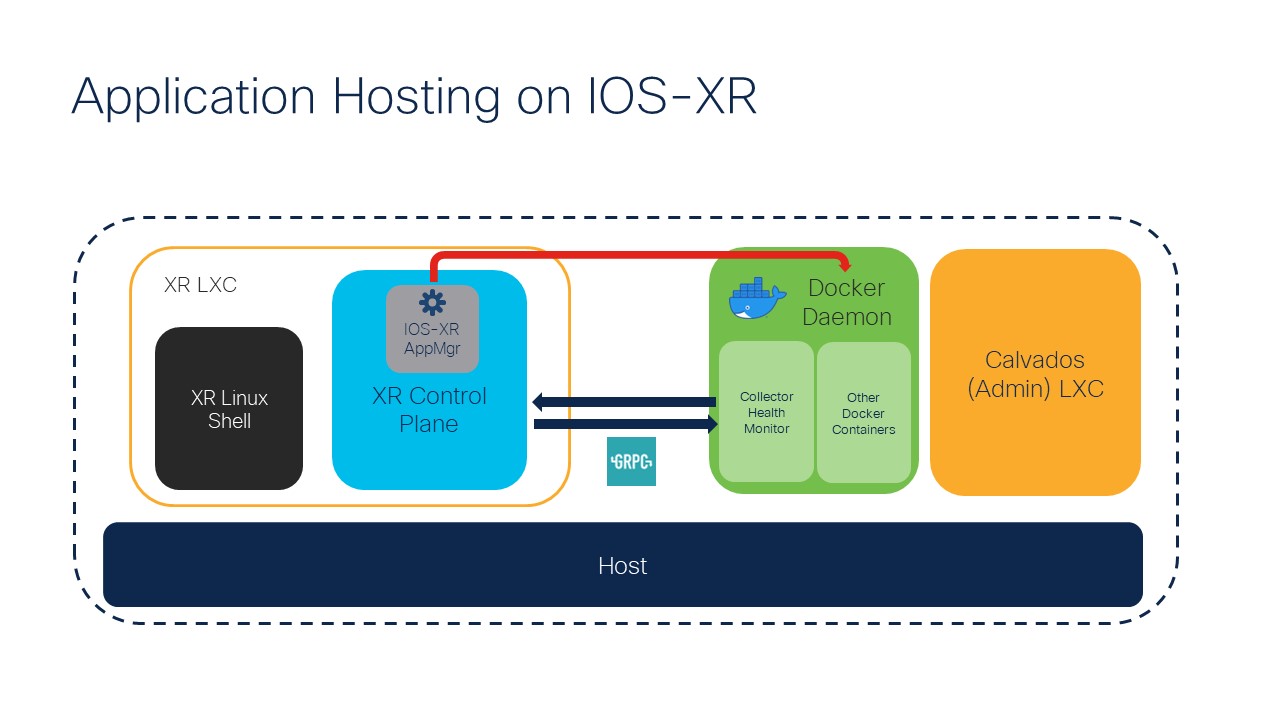 Application Hosting on IOS-XR
XR LXC
XR Linux
Shell
IOS-XR
AppMgr
XR Control
Plane
GRPC
Docker
Daemon
Collector
Health
Monitor
Other
Docker
Containers
Calvados
(Admin) LXC
Host